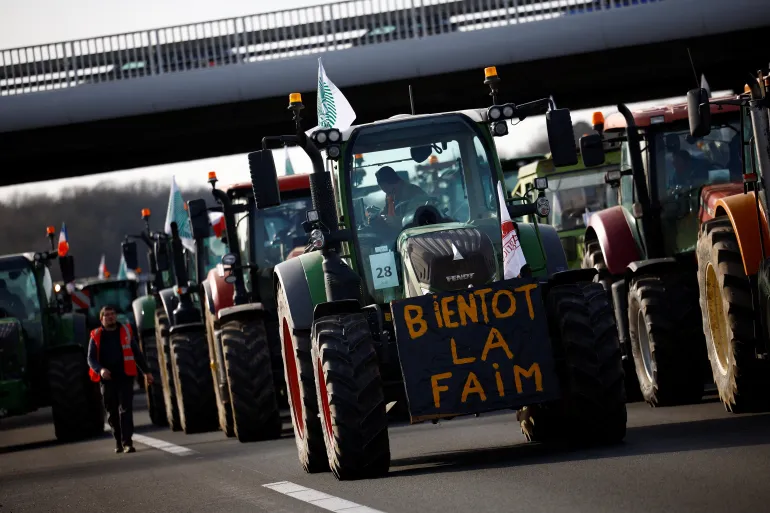 28
FENDT
BIENTOT
LA
FAIM